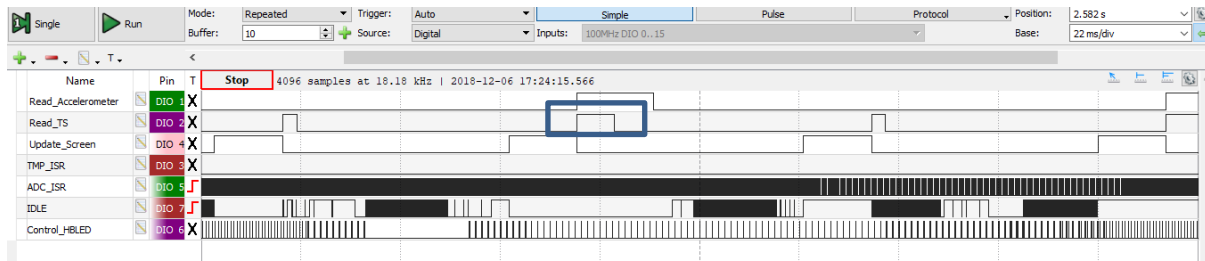 Single Run Mode: Repeated Trigger: Auto Simple Pulse Protocol Position: 2.582 s
Buffer: 10 Source: Digital Inputs: 100MHz DIO 0..15 Base: 22 ms/div
T
Name Pin T Stop 4096 samples at 18.18 kHz | 2018-12-06 17:24:15.566
Read_Accelerometer DIO 1 X
Read_TS DIO 2 X
Update_Screen DIO 4 X
TMP_ISR DIO 3 X
ADC_ISR DIO 5
IDLE DIO 7
Control_HBLED DIO 6 X